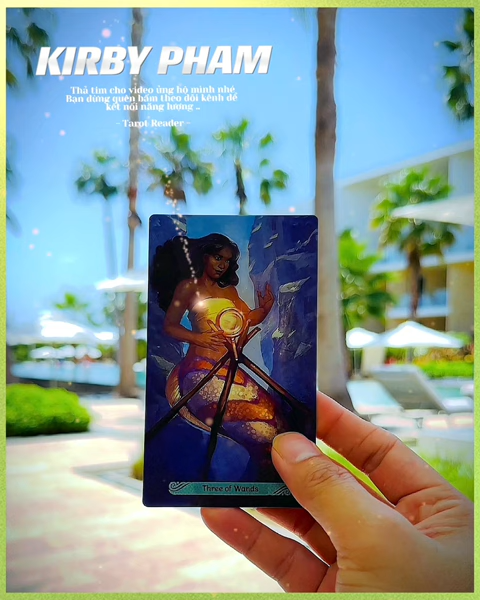 KIRBY PHAM
Thả tim cho video ủng hộ mình nhé
Bạn đừng quên bấm theo dõi kênh để
kết nối năng lượng ..
- Tarot Reader -
Three of Wands